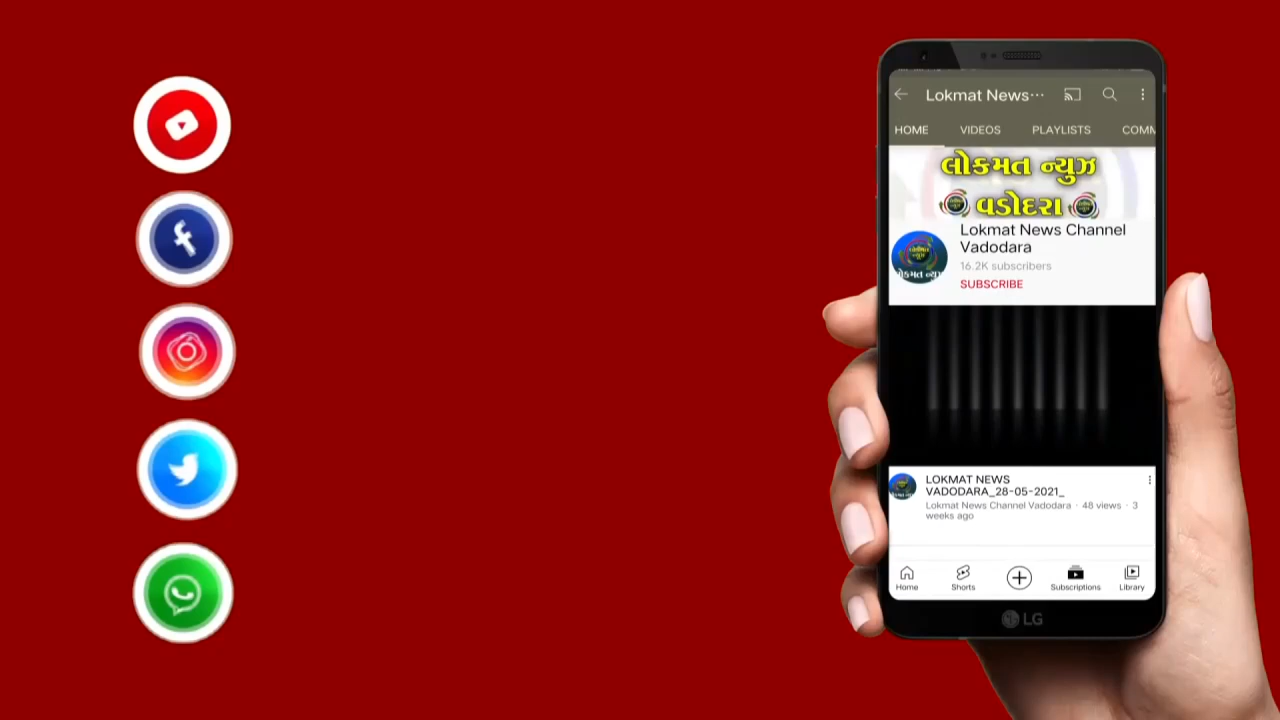 Lokmat News···
HOME VIDEOS PLAYLISTS COMM
લોકમત ન્યુઝ
વડોદરા
Lokmat News Channel
Vadodara
16.2K subscribers
SUBSCRIBE
લોકમત ન્યુઝ
LOKMAT NEWS
VADODARA_28-05-2021_
Lokmat News Channel Vadodara · 48 views · 3
weeks ago
Home Shorts Subscriptions Library
LG